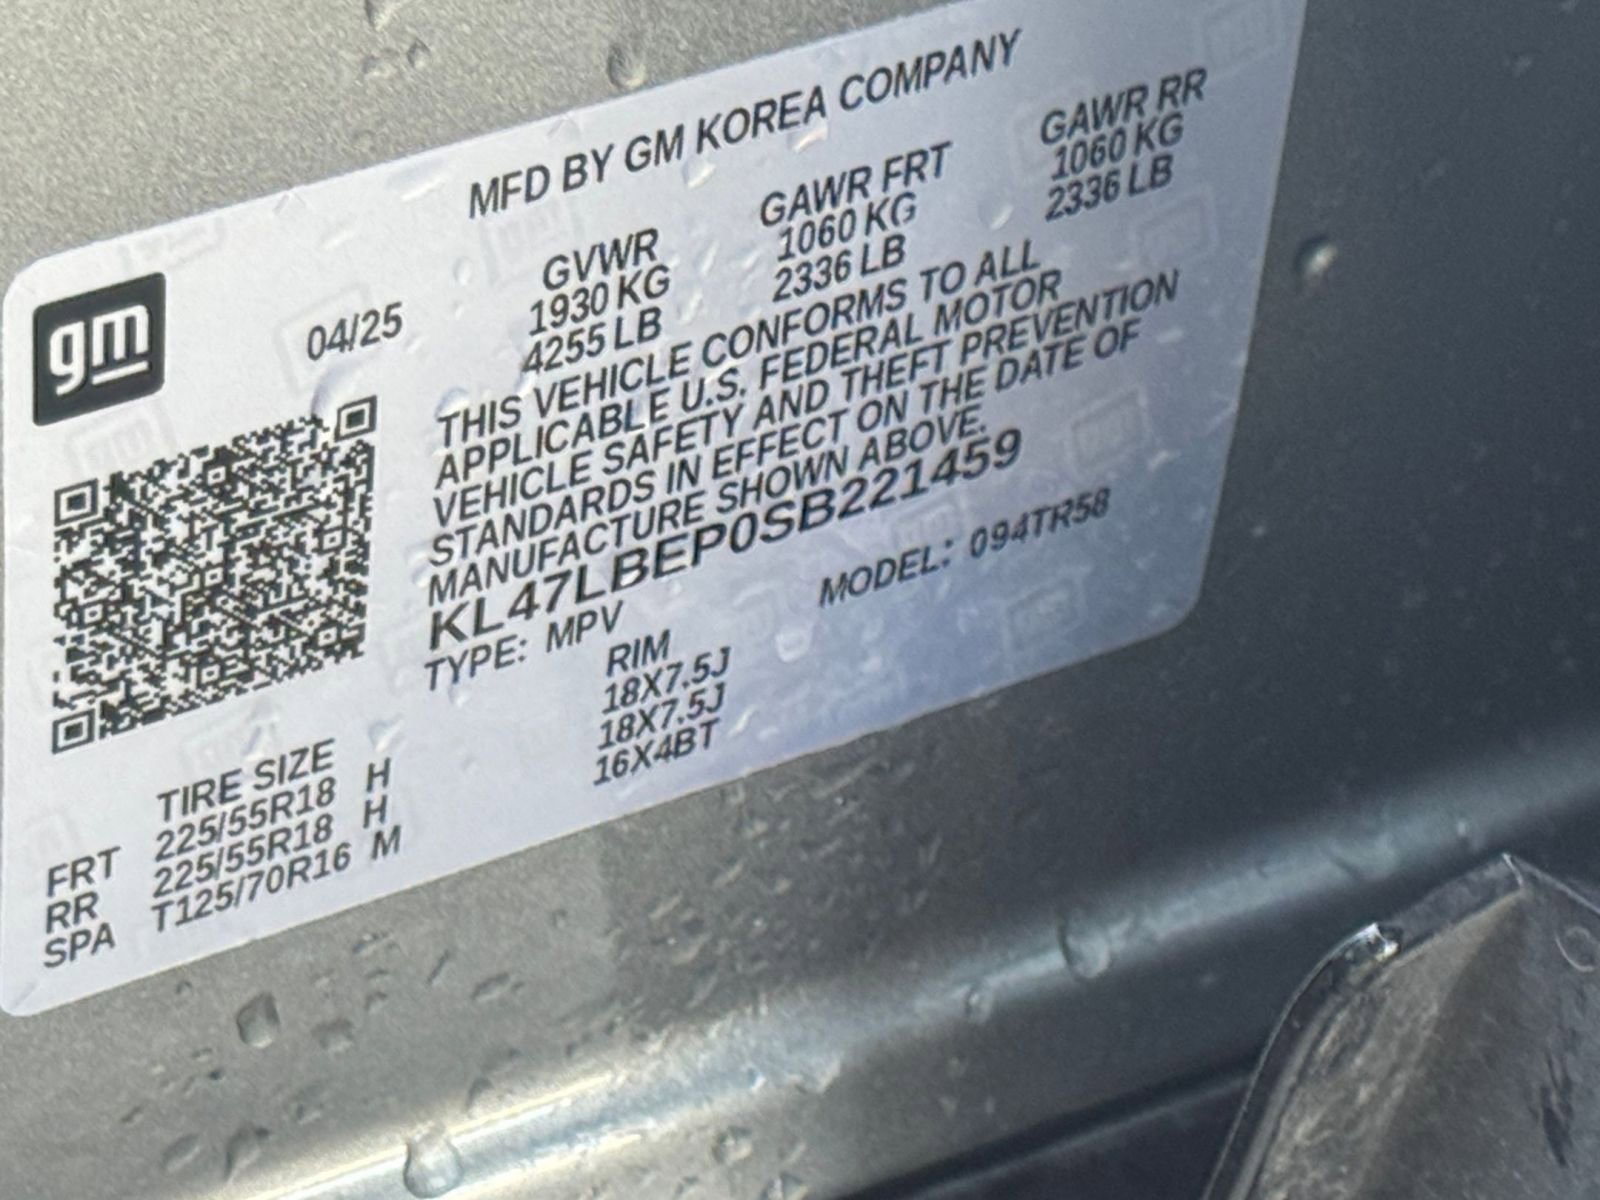 MFD BY GM KOREA COMPANY
gm
04/25
GVWR GAWR FRT GAWR RR
1930 KG 1060 KG 1060 KG
4255 LB 2336 LB 2336 LB
THIS VEHICLE CONFORMS TO ALL
APPLICABLE U.S. FEDERAL MOTOR
VEHICLE SAFETY AND THEFT PREVENTION
STANDARDS IN EFFECT ON THE DATE OF
MANUFACTURE SHOWN ABOVE.
KL47LBEP0SB221459
TYPE: MPV MODEL: 094TR58
TIRE SIZE RIM
FRT 225/55R18 H 18X7.5J
RR 225/55R18 H 18X7.5J
SPA T125/70R16 M 16X4BT